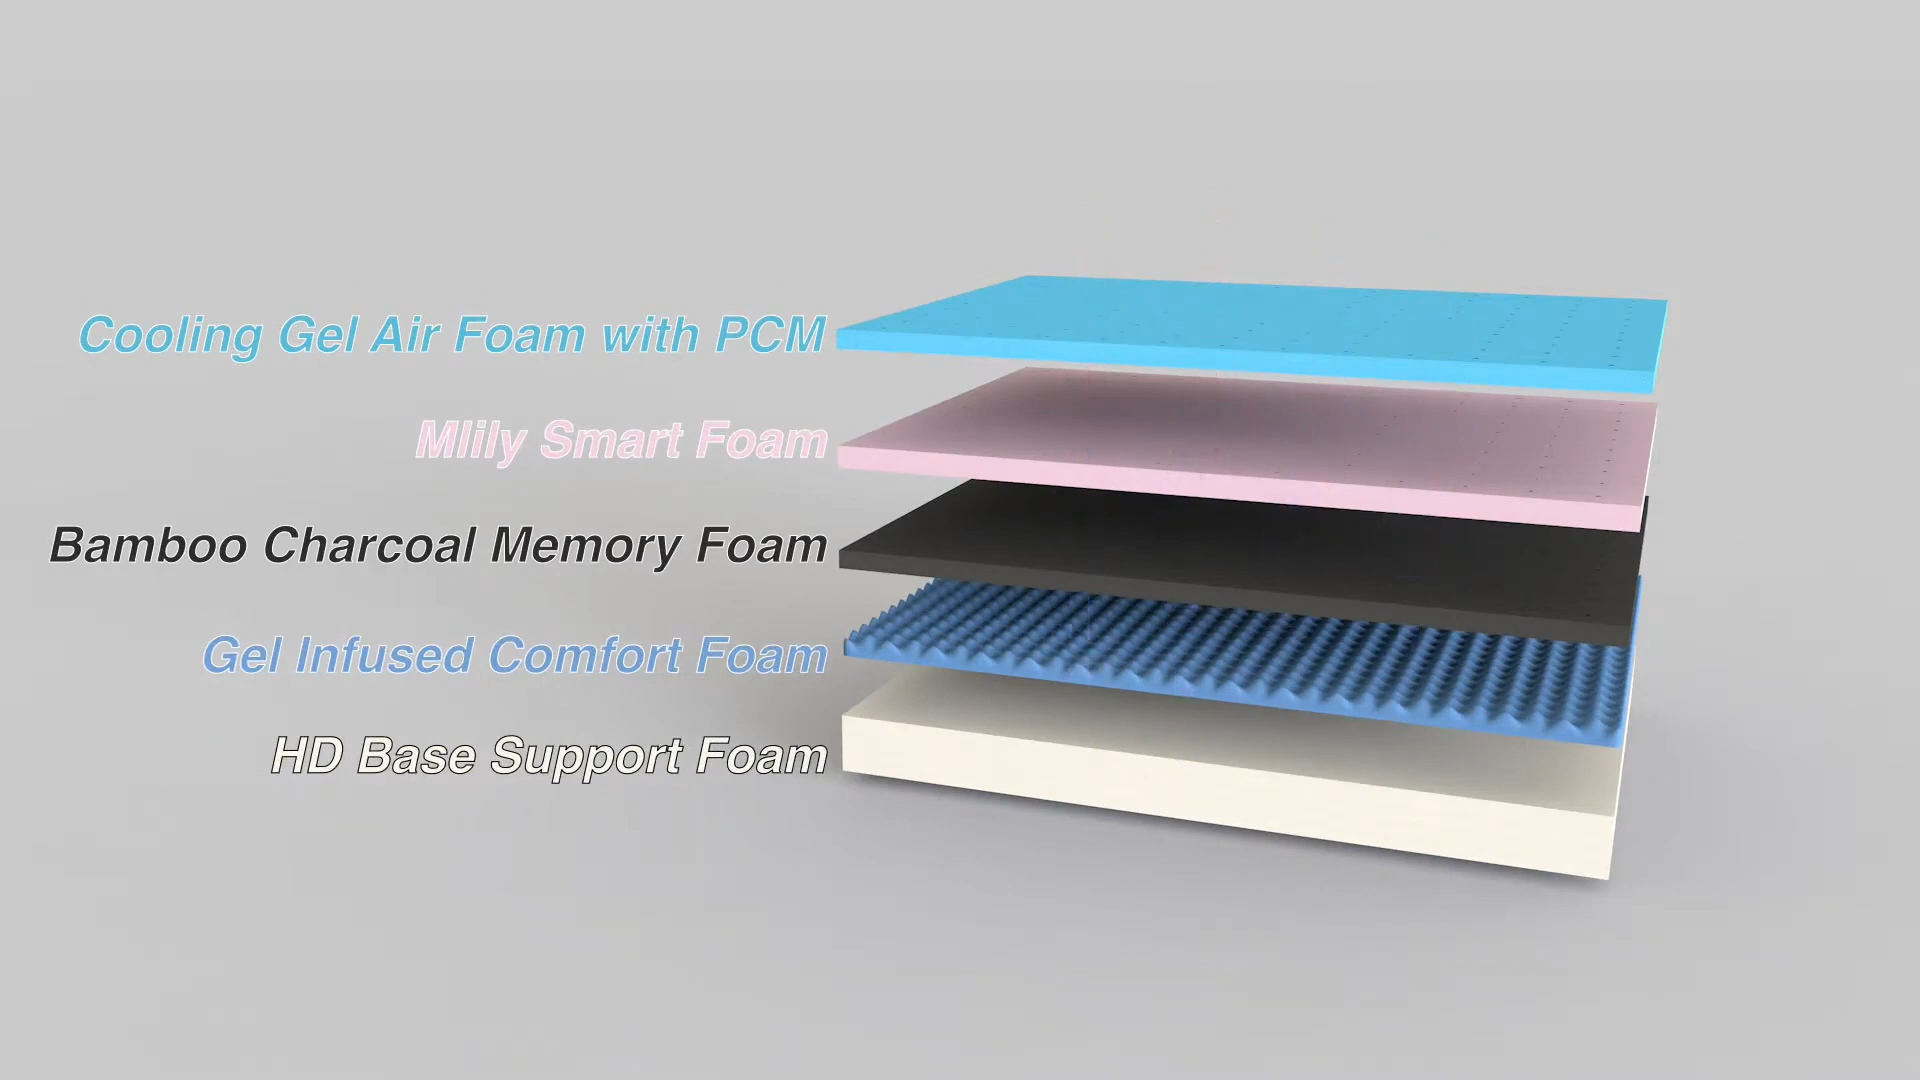 Cooling Gel Air Foam with PCM
Mlily Smart Foam
Bamboo Charcoal Memory Foam
Gel Infused Comfort Foam
HD Base Support Foam